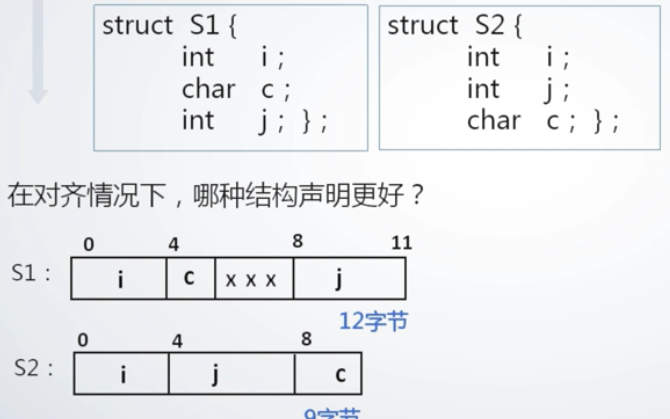 struct S1 {
int i ;
char c ;
int j ; } ;
struct S2 {
int i ;
int j ;
char c ; } ;
在对齐情况下，哪种结构声明更好？
0 4 8 11
S1： i c x x x j
12字节
0 4 8
S2： i j c
9字节